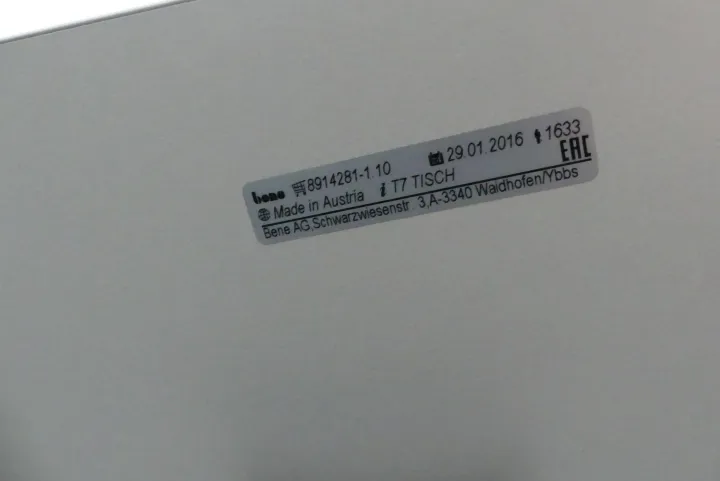 bene 8914281-1.10 29.01.2016 1633
Made in Austria i T7 TISCH EAC
Bene AG,Schwarzwiesenstr. 3,A-3340 Waidhofen/Ybbs